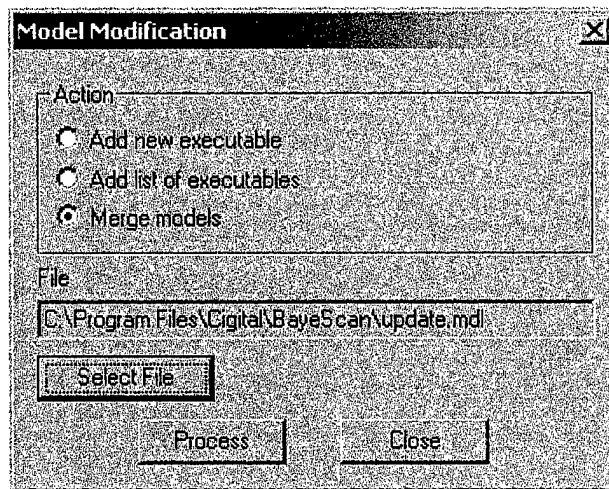 Model Modification
Action
Add new executable
Add list of executables
Merge models
File
C:\Program Files\Cigital\BayeScan\update.mdl
Select File
Process Close